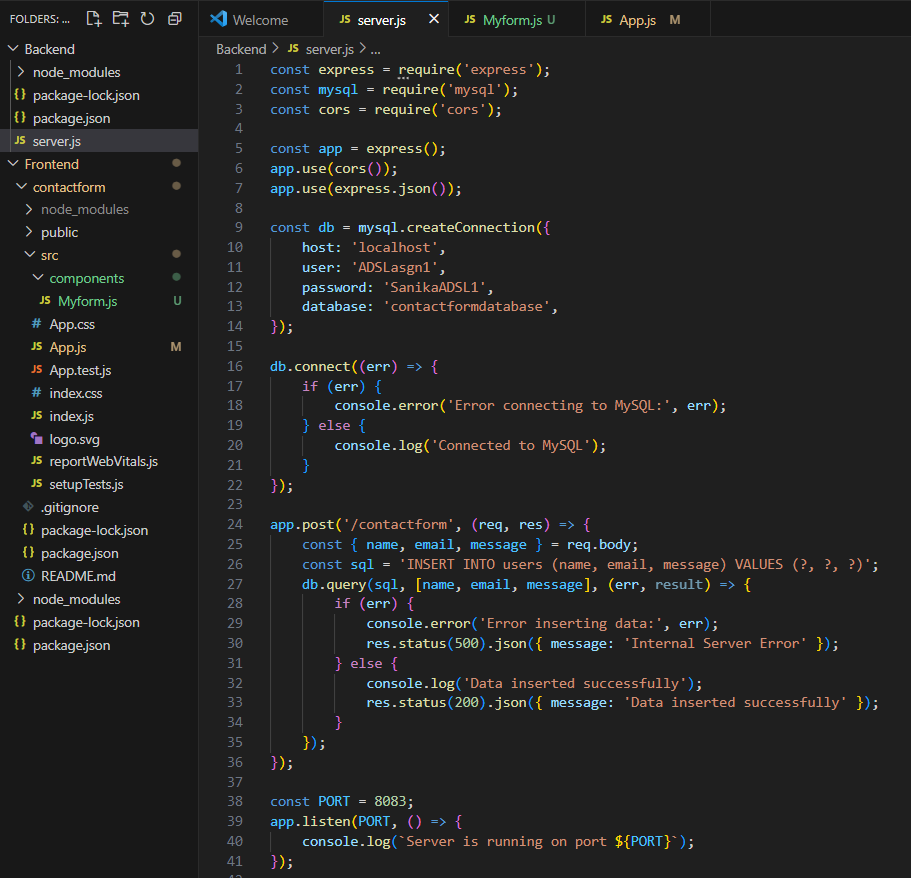 FOLDERS: ...
Backend
node_modules
{} package-lock.json
{} package.json
JS server.js
Frontend
contactform
node_modules
public
src
components
JS Myform.js U
# App.css
JS App.js M
JS App.test.js
# index.css
JS index.js
logo.svg
JS reportWebVitals.js
JS setupTests.js
.gitignore
{} package-lock.json
{} package.json
README.md
node_modules
{} package-lock.json
{} package.json
Welcome JS server.js × JS Myform.js U JS App.js M
Backend > JS server.js > ...
1 const express = require('express');
2 const mysql = require('mysql');
3 const cors = require('cors');
4
5 const app = express();
6 app.use(cors());
7 app.use(express.json());
8
9 const db = mysql.createConnection({
10     host: 'localhost',
11     user: 'ADSLasgn1',
12     password: 'SanikaADSL1',
13     database: 'contactformdatabase',
14 });
15
16 db.connect((err) => {
17     if (err) {
18         console.error('Error connecting to MySQL:', err);
19     } else {
20         console.log('Connected to MySQL');
21     }
22 });
23
24 app.post('/contactform', (req, res) => {
25     const { name, email, message } = req.body;
26     const sql = 'INSERT INTO users (name, email, message) VALUES (?, ?, ?)';
27     db.query(sql, [name, email, message], (err, result) => {
28         if (err) {
29             console.error('Error inserting data:', err);
30             res.status(500).json({ message: 'Internal Server Error' });
31         } else {
32             console.log('Data inserted successfully');
33             res.status(200).json({ message: 'Data inserted successfully' });
34         }
35     });
36 });
37
38 const PORT = 8083;
39 app.listen(PORT, () => {
40     console.log(`Server is running on port ${PORT}`);
41 });